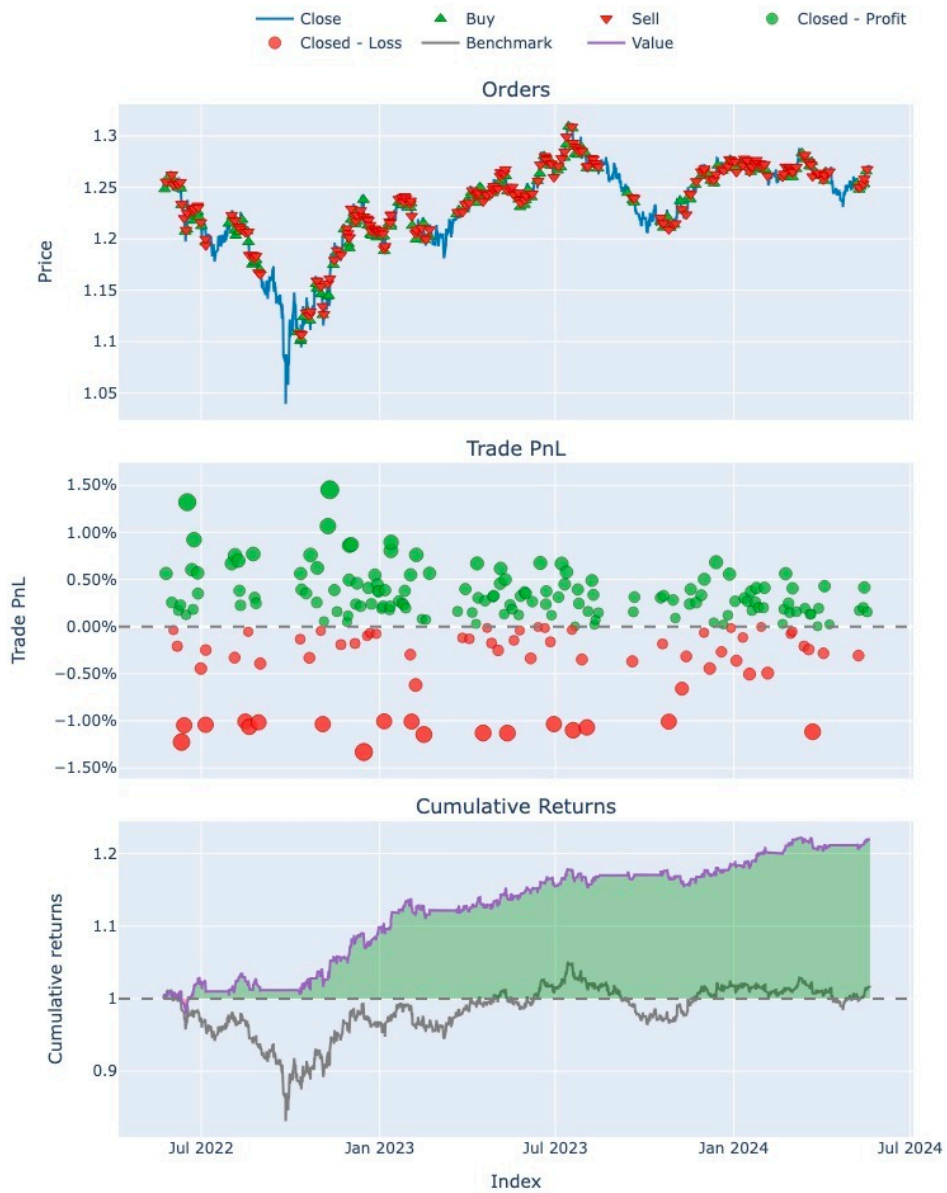 Close Buy Sell Closed - Profit
Closed - Loss Benchmark Value
Orders
1.3
1.25
1.2
1.15
1.1
1.05
Price
Trade PnL
1.50%
1.00%
0.50%
0.00%
−0.50%
−1.00%
−1.50%
Trade PnL
Cumulative Returns
1.2
1.1
1
0.9
Cumulative returns
Jul 2022 Jan 2023 Jul 2023 Jan 2024 Jul 2024
Index